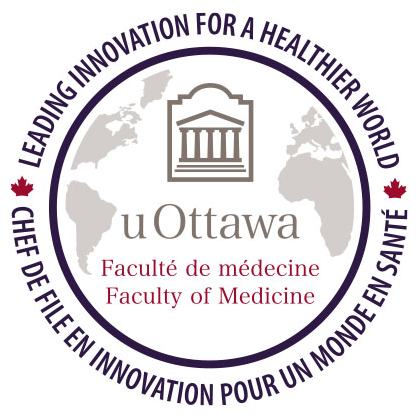 LEADING INNOVATION FOR A HEALTHIER WORLD
uOttawa
Faculté de médecine
Faculty of Medicine
CHEF DE FILE EN INNOVATION POUR UN MONDE EN SANTÉ